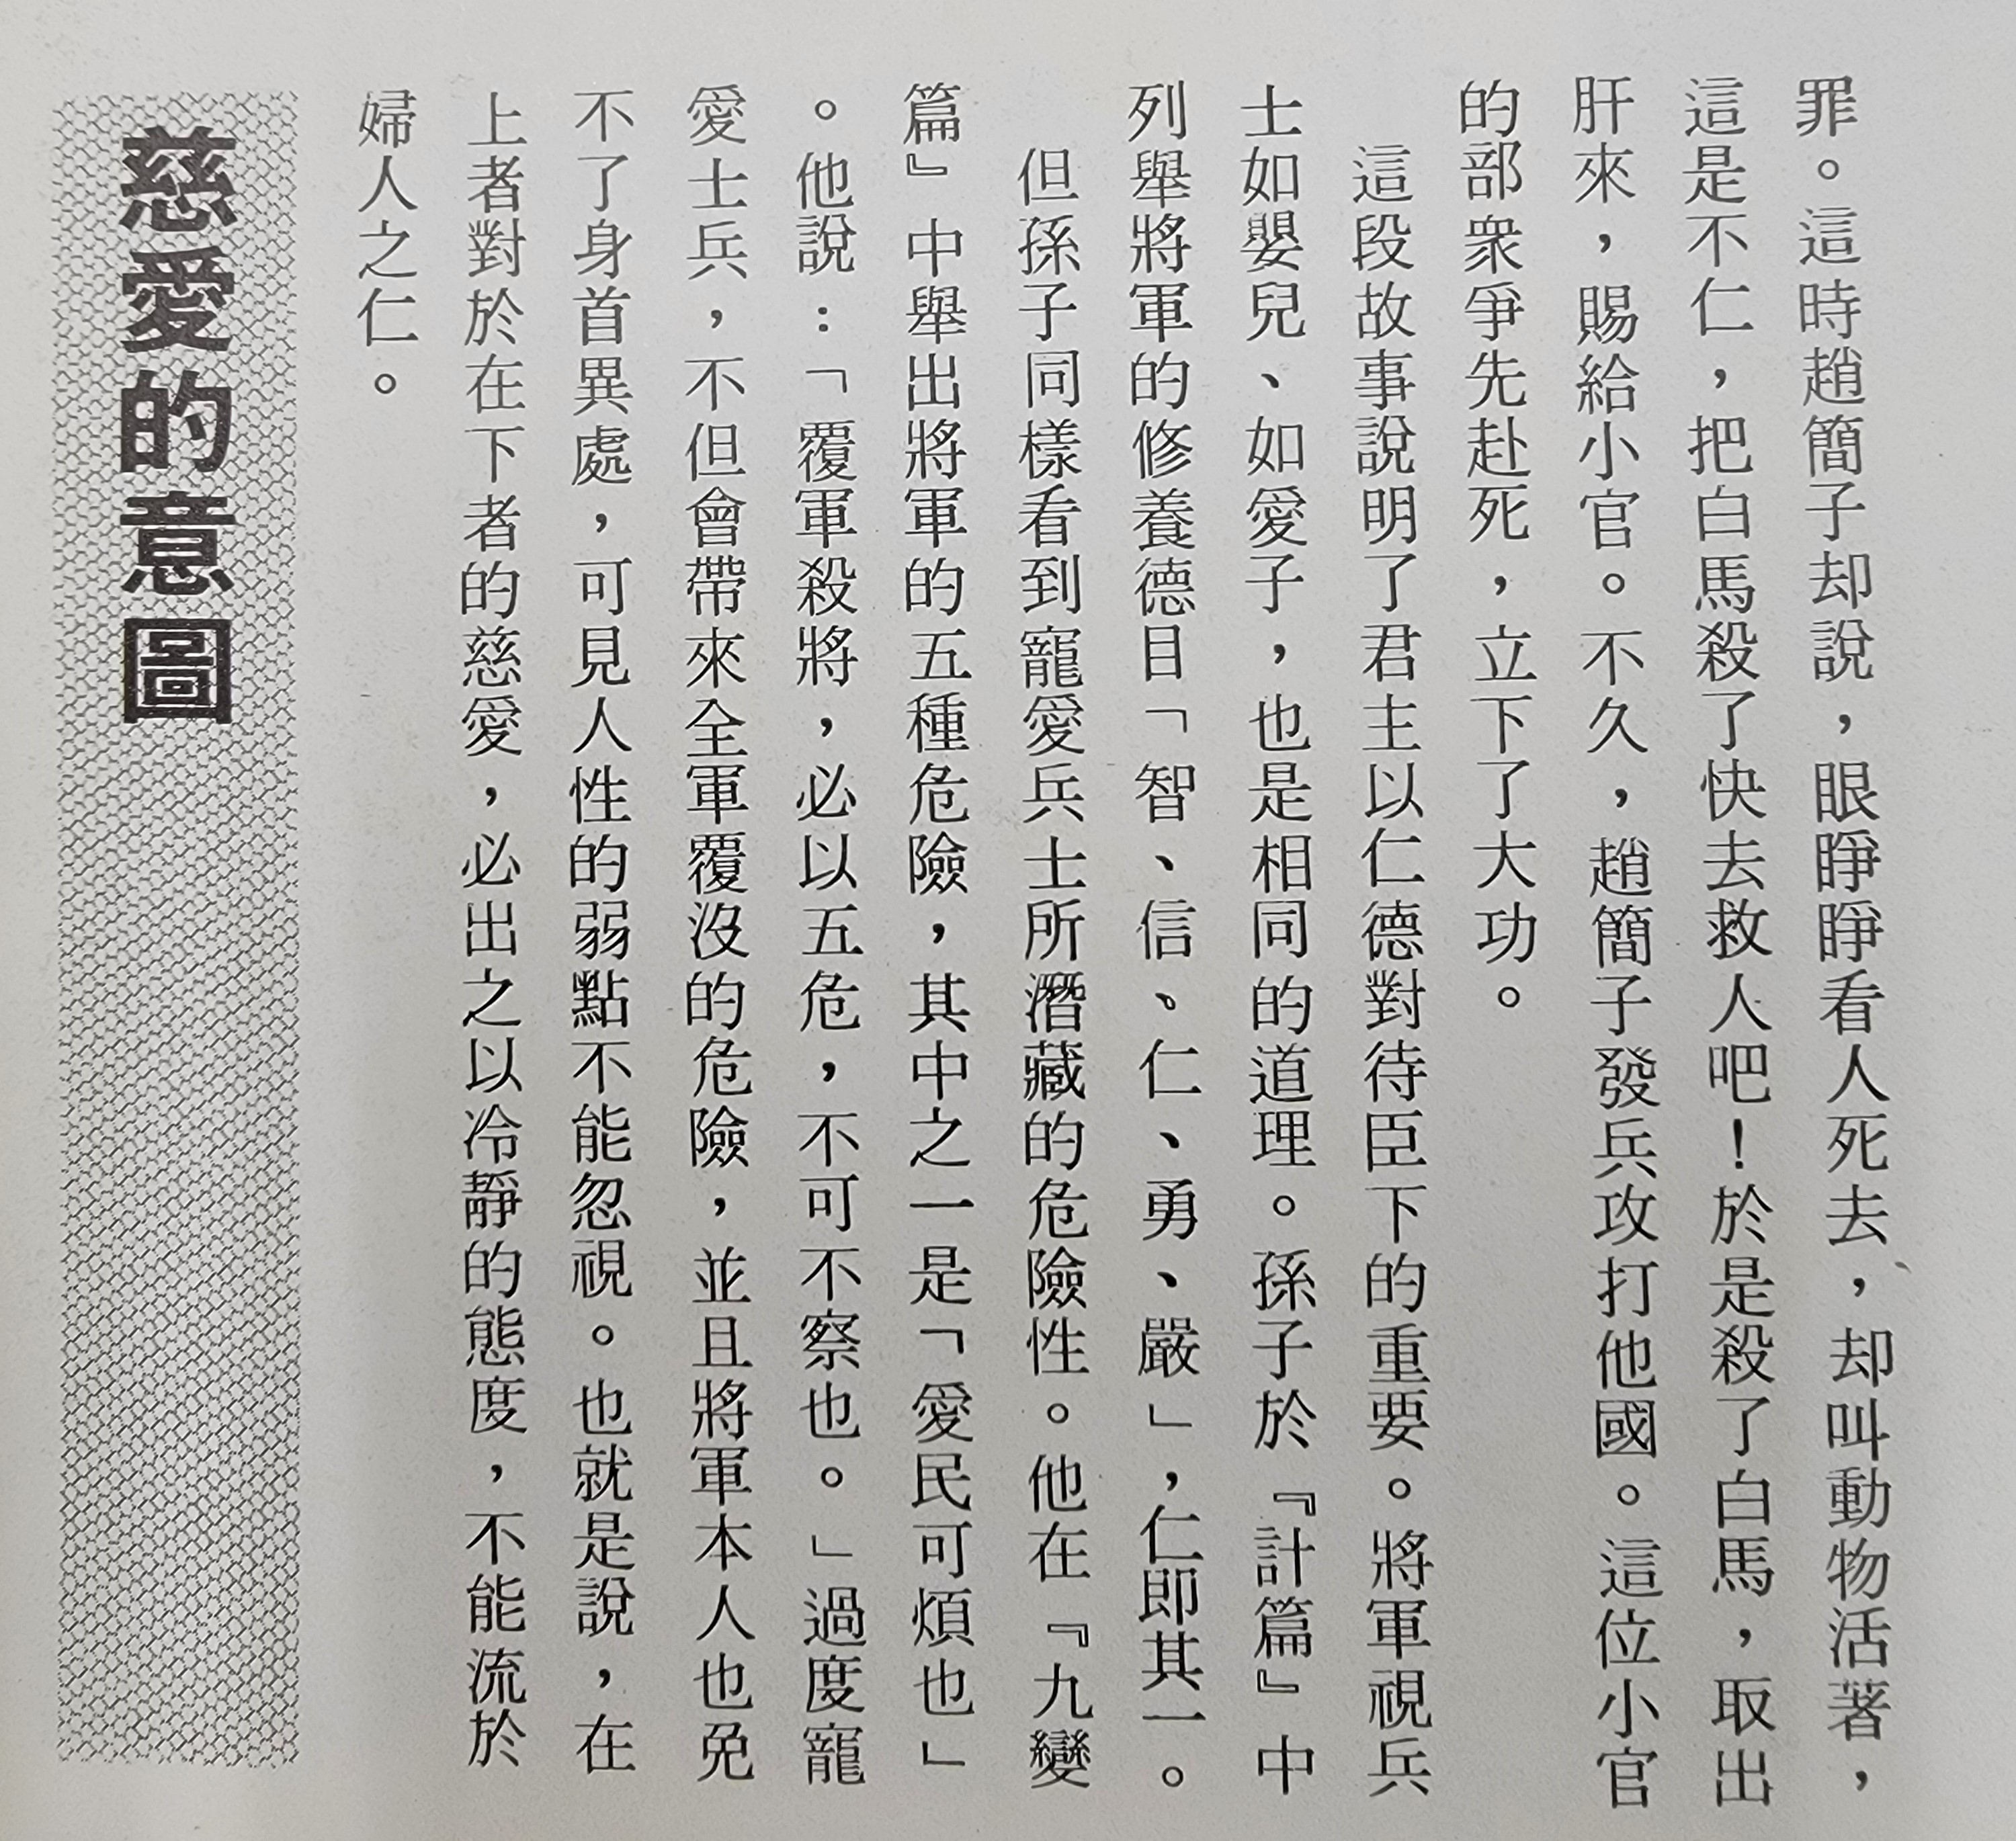 罪。這時趙簡子却說，眼睜睜看人死去，却叫動物活著，
這是不仁，把白馬殺了快去救人吧！於是殺了白馬，取出
肝來，賜給小官。不久，趙簡子發兵攻打他國。這位小官
的部衆爭先赴死，立下了大功。
這段故事說明了君主以仁德對待臣下的重要。將軍視兵
士如嬰兒、如愛子，也是相同的道理。孫子於『計篇』中
列舉將軍的修養德目「智、信、仁、勇、嚴」，仁即其一。
但孫子同樣看到寵愛兵士所潛藏的危險性。他在『九變
篇』中舉出將軍的五種危險，其中之一是「愛民可煩也」
。他說：「覆軍殺將，必以五危，不可不察也。」過度寵
愛士兵，不但會帶來全軍覆沒的危險，並且將軍本人也免
不了身首異處，可見人性的弱點不能忽視。也就是說，在
上者對於在下者的慈愛，必出之以冷靜的態度，不能流於
婦人之仁。
慈愛的意圖